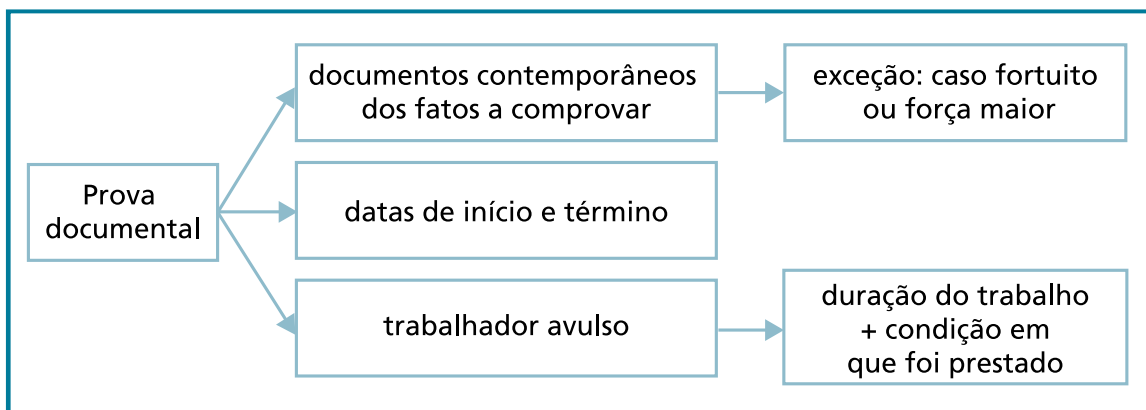 Prova
documental
documentos contemporâneos
dos fatos a comprovar
exceção: caso fortuito
ou força maior
datas de início e término
trabalhador avulso
duração do trabalho
+ condição em
que foi prestado